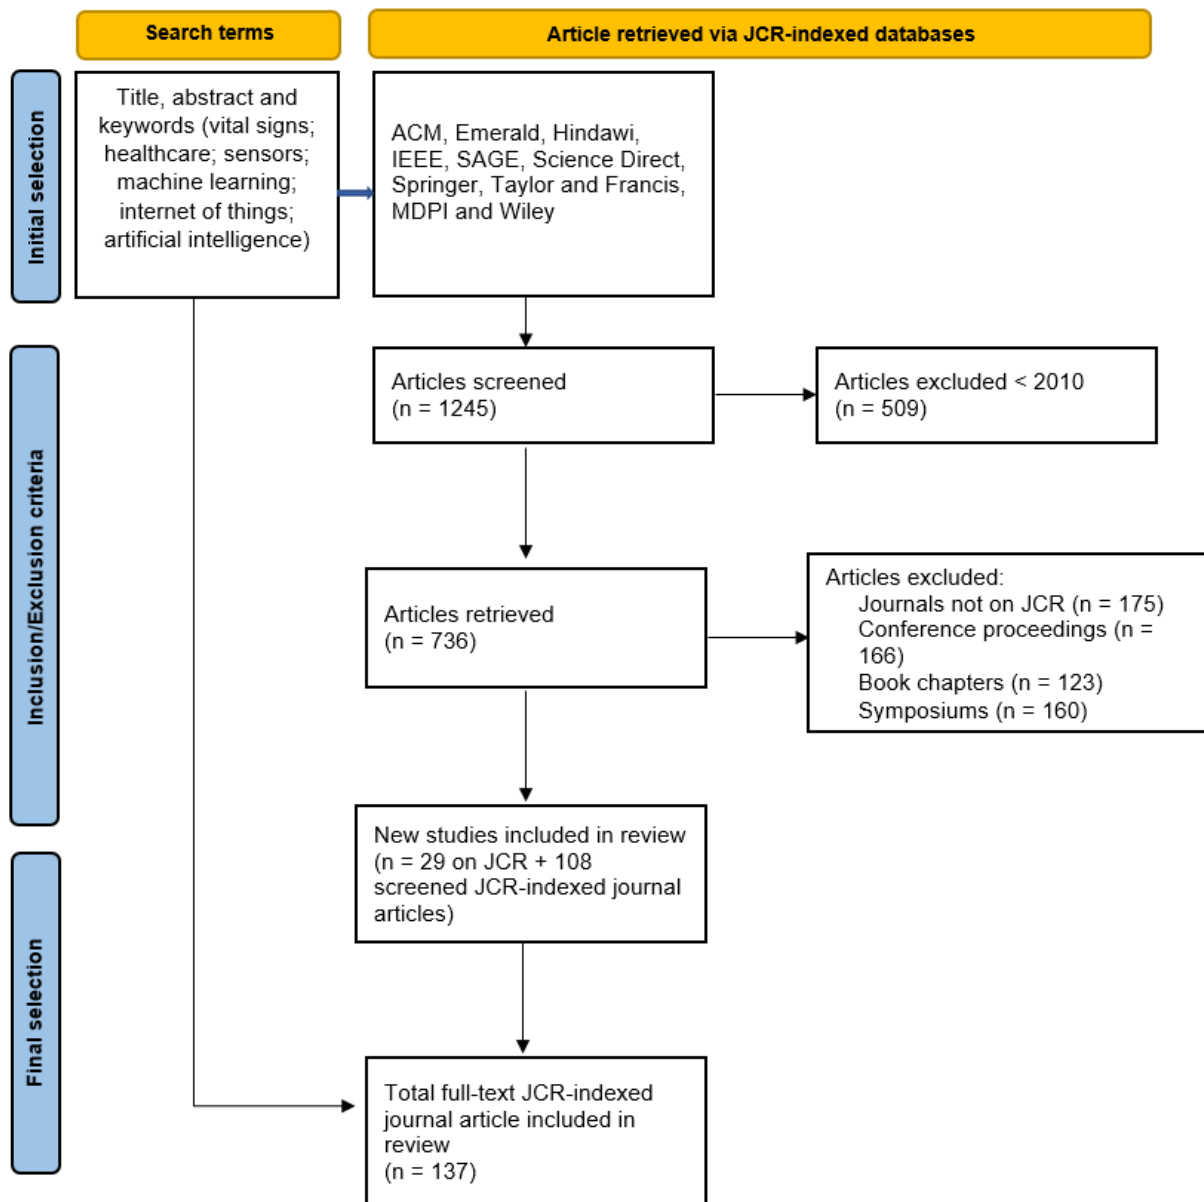 Search terms
Article retrieved via JCR-indexed databases
Initial selection
Title, abstract and
keywords (vital signs;
healthcare; sensors;
machine learning;
internet of things;
artificial intelligence)
ACM, Emerald, Hindawi,
IEEE, SAGE, Science Direct,
Springer, Taylor and Francis,
MDPI and Wiley
Inclusion/Exclusion criteria
Articles screened
(n = 1245)
Articles excluded < 2010
(n = 509)
Articles retrieved
(n = 736)
Articles excluded:
Journals not on JCR (n = 175)
Conference proceedings (n =
166)
Book chapters (n = 123)
Symposiums (n = 160)
New studies included in review
(n = 29 on JCR + 108
screened JCR-indexed journal
articles)
Final selection
Total full-text JCR-indexed
journal article included in
review
(n = 137)